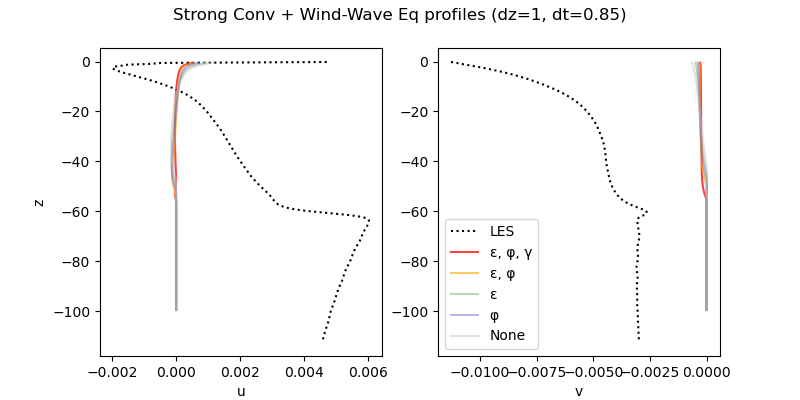 Strong Conv + Wind-Wave Eq profiles (dz=1, dt=0.85)
0
−20
−40
−60
−80
−100
z
−0.002
0.000
0.002
0.004
0.006
u
0
−20
−40
−60
−80
−100
LES
ε, φ, γ
ε, φ
ε
φ
None
−0.0100
−0.0075
−0.0050
−0.0025
0.0000
v